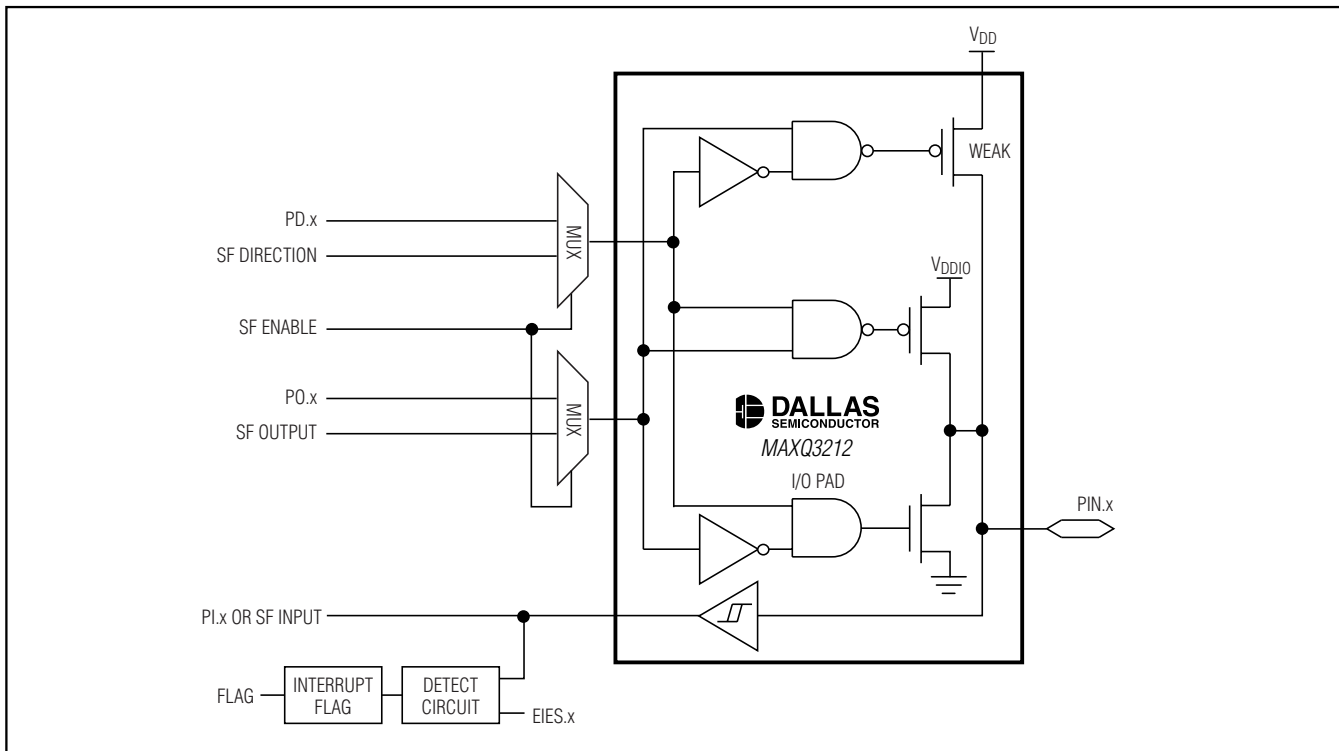 VDD
WEAK
PD.x
MUX
SF DIRECTION
VDDIO
SF ENABLE
PO.x
MUX
SF OUTPUT
DALLAS
SEMICONDUCTOR
MAXQ3212
I/O PAD
PIN.x
PI.x OR SF INPUT
FLAG
INTERRUPT
FLAG
DETECT
CIRCUIT
EIES.x